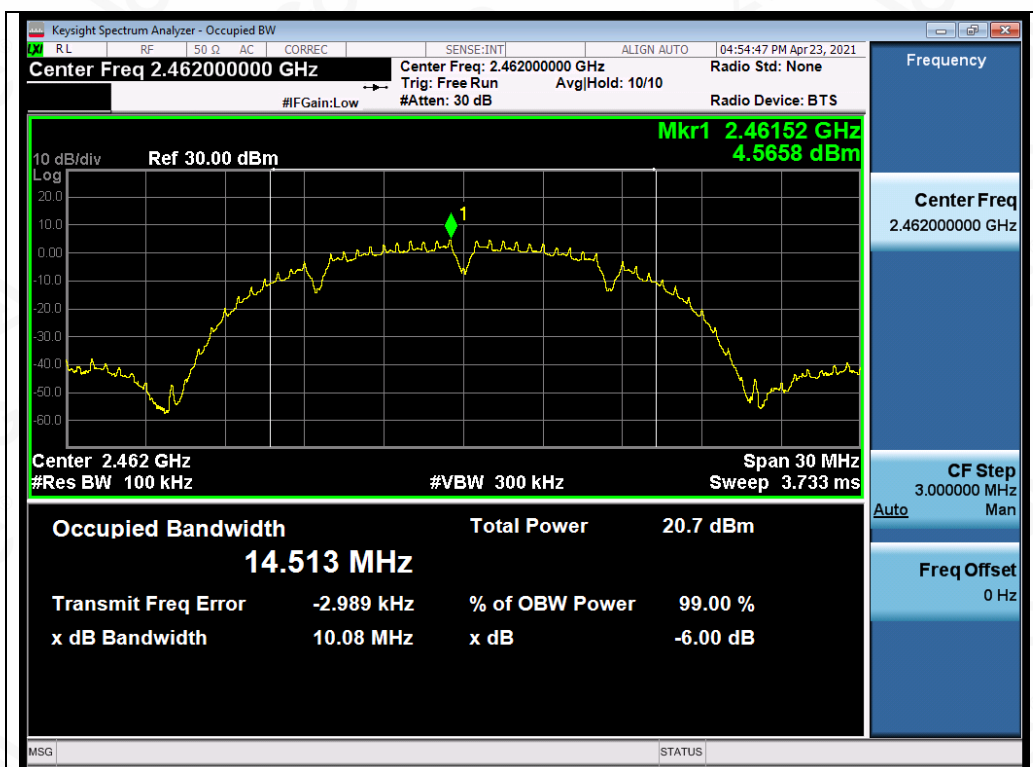 Keysight Spectrum Analyzer - Occupied BW
LXI RL RF 50 Ω AC CORREC SENSE:INT ALIGN AUTO 04:54:47 PM Apr 23, 2021
Center Freq 2.462000000 GHz
Center Freq: 2.462000000 GHz Radio Std: None
Trig: Free Run Avg|Hold: 10/10
#IFGain:Low #Atten: 30 dB Radio Device: BTS
Frequency
Mkr1 2.46152 GHz
4.5658 dBm
10 dB/div Ref 30.00 dBm
Log
20.0
10.0
0.00
-10.0
-20.0
-30.0
-40.0
-50.0
-60.0
1
Center 2.462 GHz Span 30 MHz
#Res BW 100 kHz #VBW 300 kHz Sweep 3.733 ms
Center Freq
2.462000000 GHz
CF Step
3.000000 MHz
Auto Man
Freq Offset
0 Hz
Occupied Bandwidth Total Power 20.7 dBm
14.513 MHz
Transmit Freq Error -2.989 kHz % of OBW Power 99.00 %
x dB Bandwidth 10.08 MHz x dB -6.00 dB
MSG STATUS